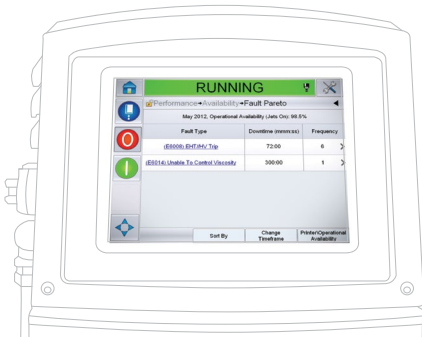 RUNNING
Performance→Availability→Fault Pareto
May 2012, Operational Availability (Jets On): 98.5%
Fault Type Downtime (mmm:ss) Frequency
(E6008) EHT/HV Trip 72:00 6
(E6014) Unable To Control Viscosity 300:00 1
Sort By
Change
Timeframe
Printer\Operational
Availability